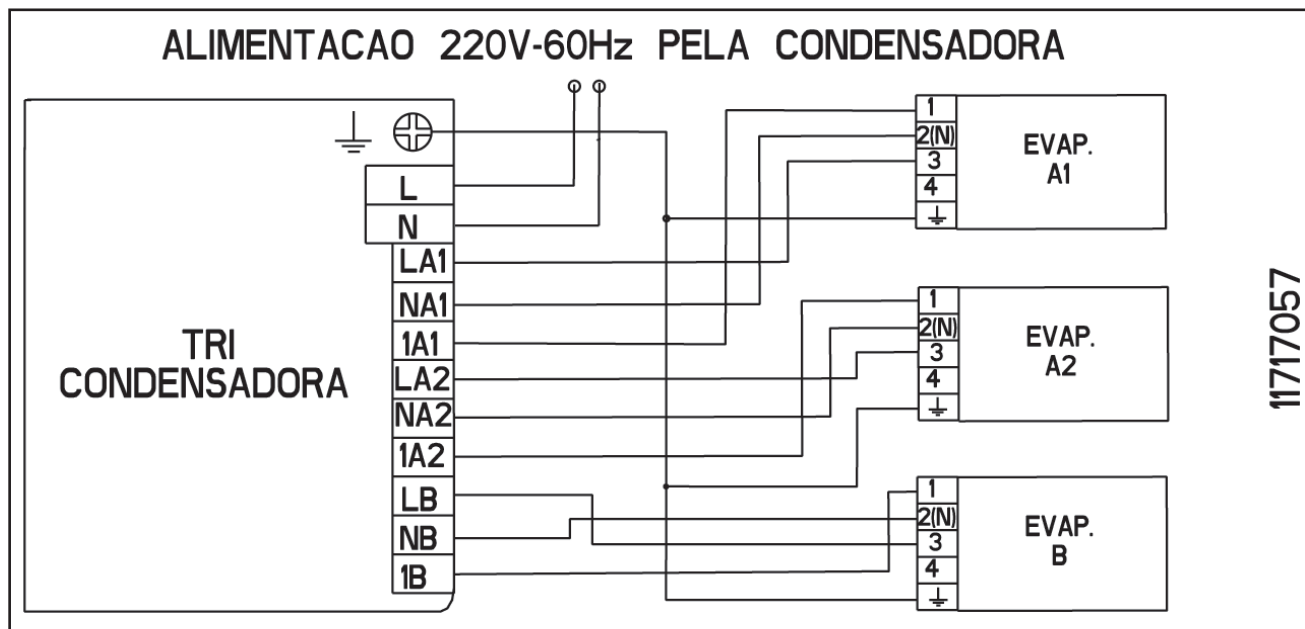 ALIMENTACAO 220V-60Hz PELA CONDENSADORA
TRI
CONDENSADORA
L
N
LA1
NA1
1A1
LA2
NA2
1A2
LB
NB
1B
1
2(N)
3
4
EVAP.
A1
1
2(N)
3
4
EVAP.
A2
1
2(N)
3
4
EVAP.
B
11717057